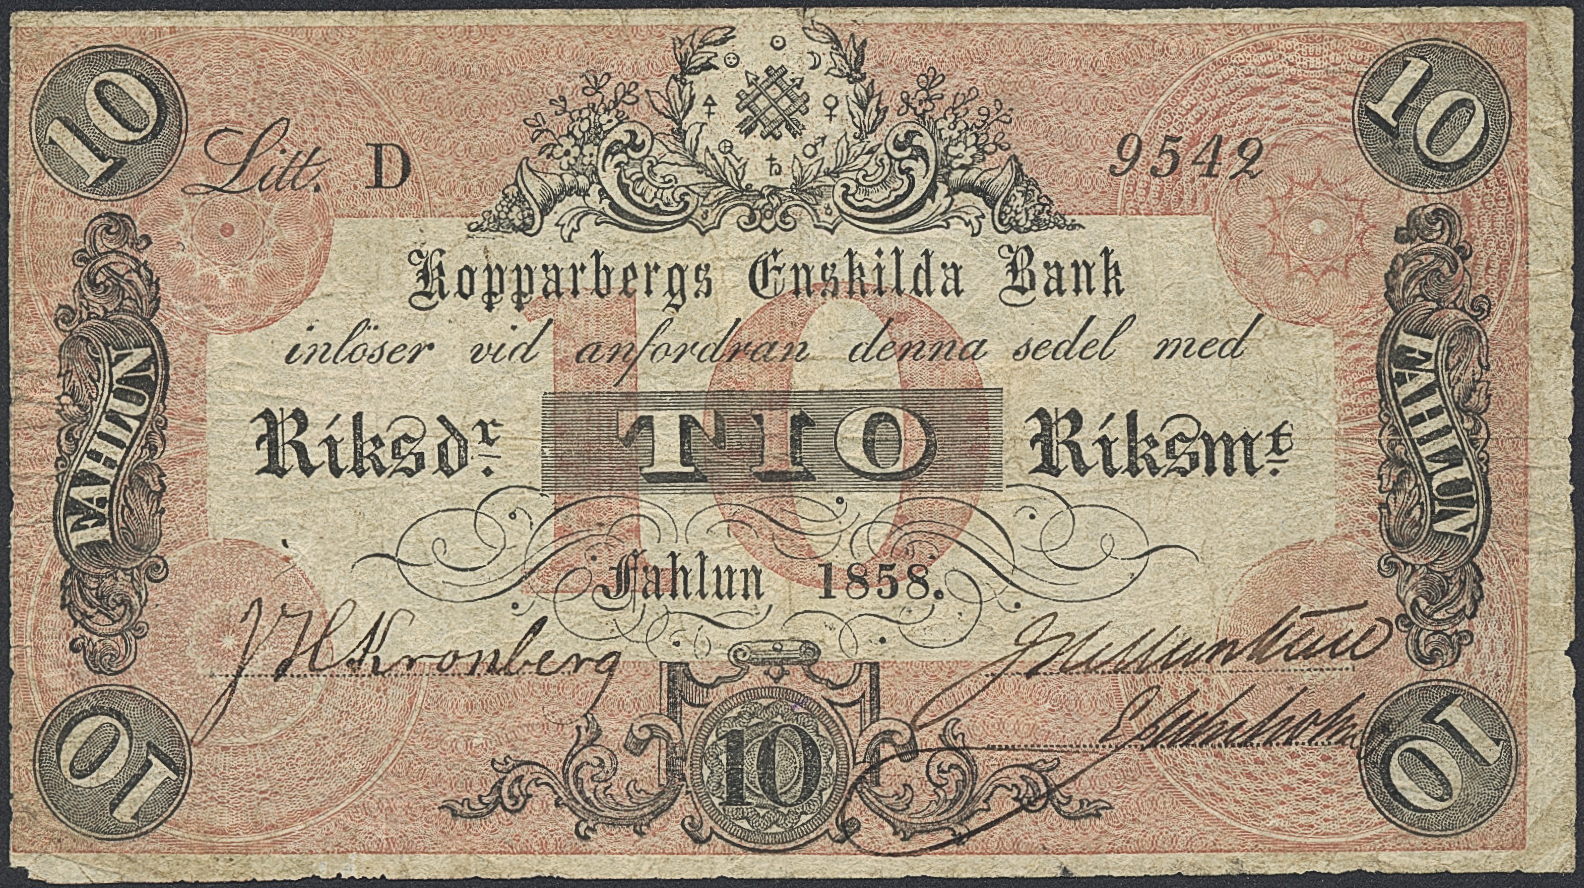 10
10
Litt. D
9542
Kopparbergs Enskilda Bank
inlöser vid anfordran denna sedel med
Riksdr TIO Riksmt
10
FAHLUN
FAHLUN
Fahlun 1858.
J H Kronberg
10
10
10